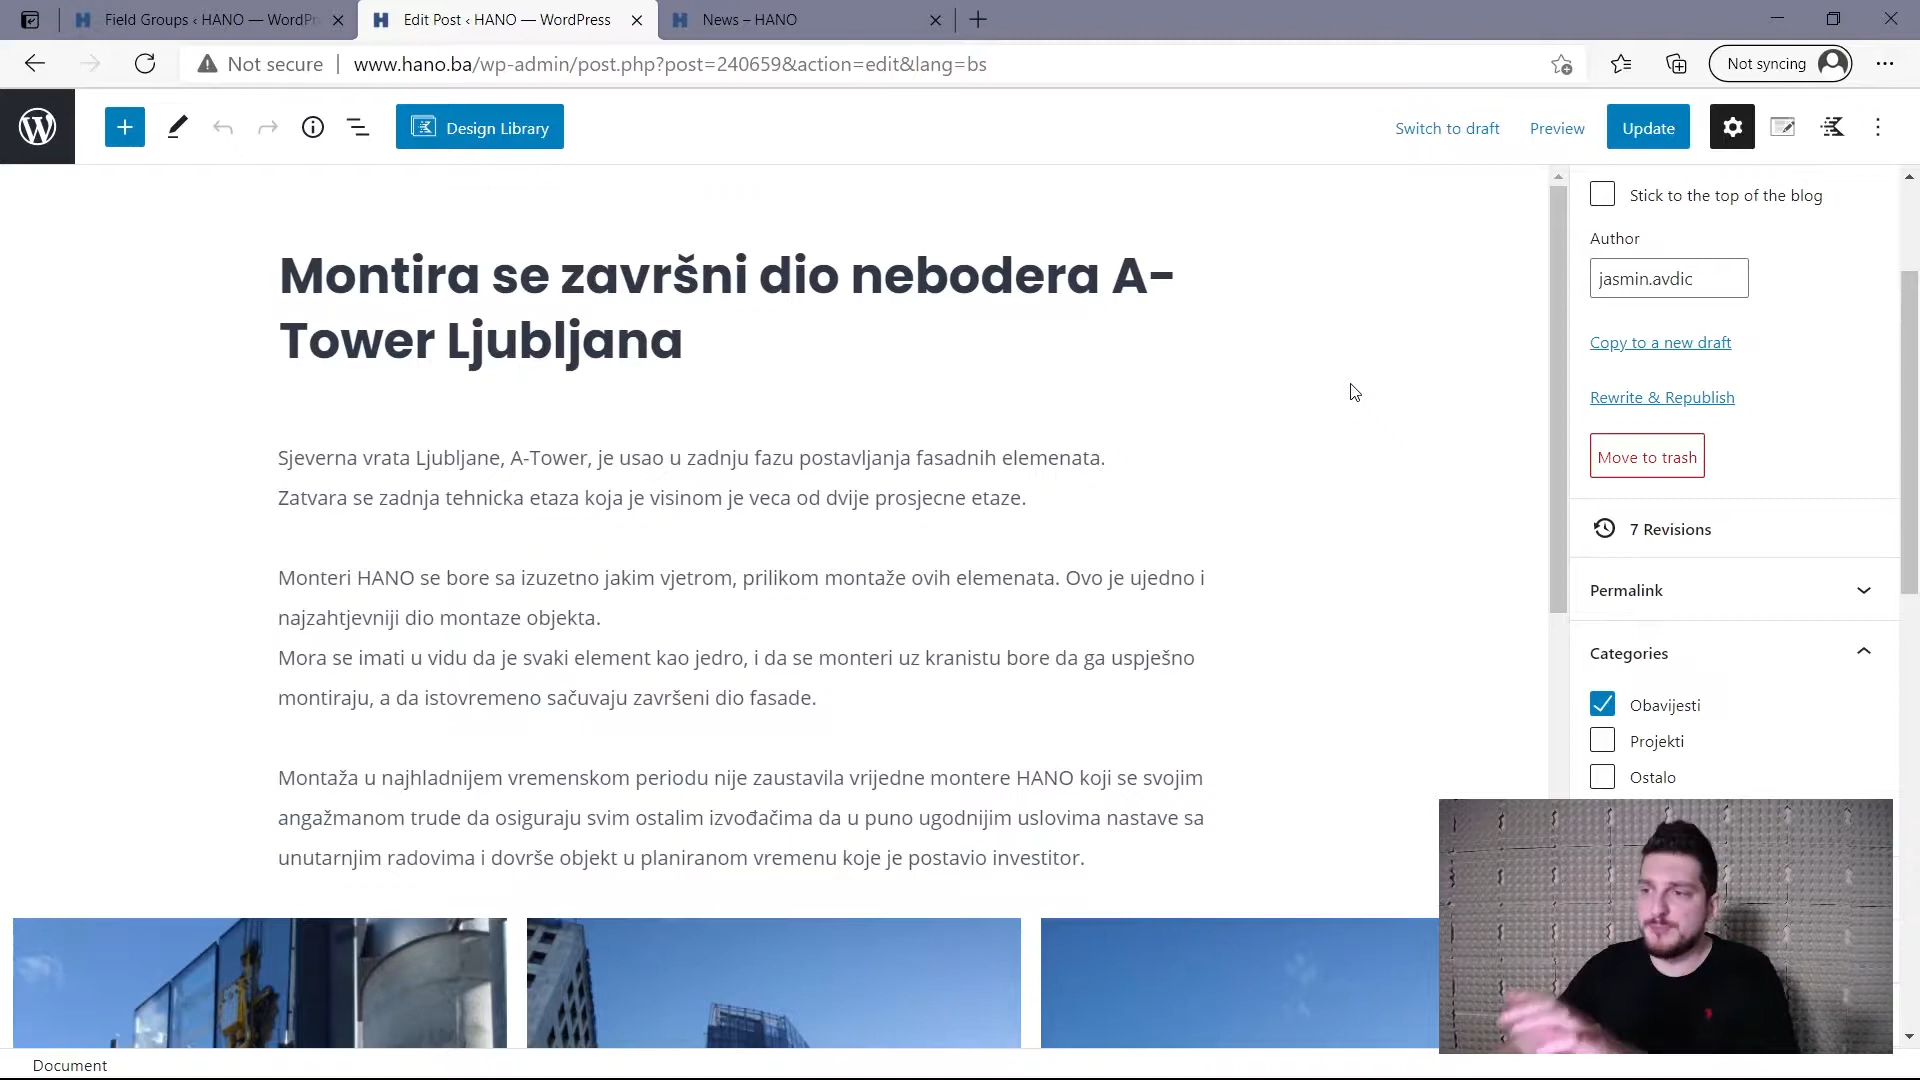 Field Groups ‹ HANO — WordPr
Edit Post ‹ HANO — WordPress
News – HANO
Not secure
www.hano.ba/wp-admin/post.php?post=240659&action=edit&lang=bs
Not syncing
Design Library
Switch to draft
Preview
Update
Stick to the top of the blog
Author
jasmin.avdic
Copy to a new draft
Rewrite & Republish
Move to trash
7 Revisions
Permalink
Categories
Obavijesti
Projekti
Ostalo
Montira se završni dio nebodera A-
Tower Ljubljana
Sjeverna vrata Ljubljane, A-Tower, je usao u zadnju fazu postavljanja fasadnih elemenata.
Zatvara se zadnja tehnicka etaza koja je visinom je veca od dvije prosjecne etaze.
Monteri HANO se bore sa izuzetno jakim vjetrom, prilikom montaže ovih elemenata. Ovo je ujedno i
najzahtjevniji dio montaze objekta.
Mora se imati u vidu da je svaki element kao jedro, i da se monteri uz kranistu bore da ga uspješno
montiraju, a da istovremeno sačuvaju završeni dio fasade.
Montaža u najhladnijem vremenskom periodu nije zaustavila vrijedne montere HANO koji se svojim
angažmanom trude da osiguraju svim ostalim izvođačima da u puno ugodnijim uslovima nastave sa
unutarnjim radovima i dovrše objekt u planiranom vremenu koje je postavio investitor.
Document